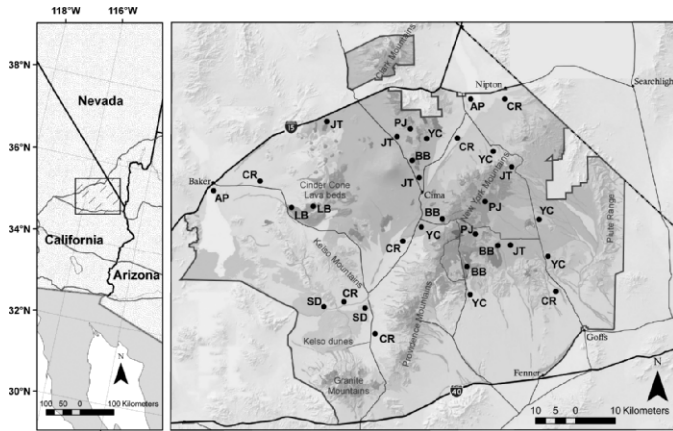 118°W 116°W
38°N
36°N
34°N
32°N
30°N
Nevada
California
Arizona
N
100 50 0 100 Kilometers
Clark Mountains
Nipton
Searchlight
AP CR
15
JT
PJ
JT YC
CR
BB
YC
JT
JT
Baker
CR
AP
Cinder Cone
Lava beds
LB LB
Cima
New York Mountains
PJ
BB
YC
YC
PJ
CR
BB JT
YC
Kelso Mountains
BB
YC
CR
Piute Range
SD CR SD
CR
Kelso dunes
Providence Mountains
Granite
Mountains
Goffs
Fenner
40
N
10 5 0 10 Kilometers